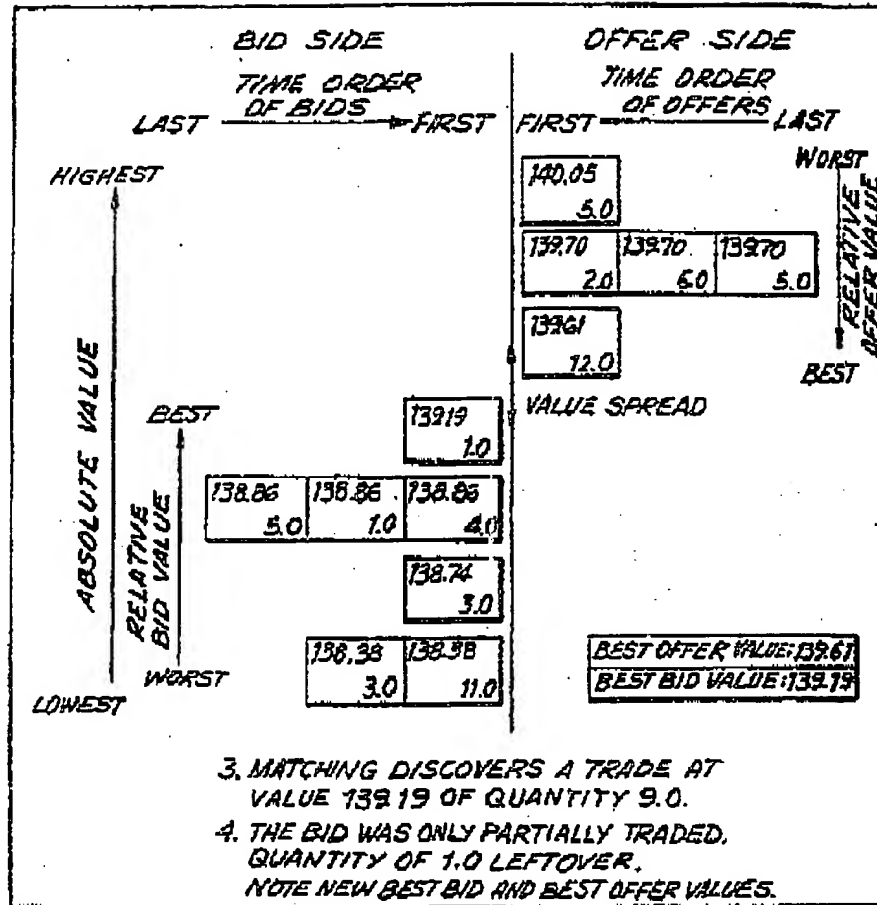 BID SIDE
OFFER SIDE
TIME ORDER
OF BIDS
TIME ORDER
OF OFFERS
LAST
FIRST
FIRST
LAST
HIGHEST
WORST
140.05
5.0
139.70 139.70 139.70
2.0 6.0 5.0
RELATIVE
OFFER VALUE
139.61
12.0
BEST
VALUE SPREAD
ABSOLUTE VALUE
BEST
139.19
1.0
138.86 138.86 138.86
5.0 1.0 4.0
RELATIVE
BID VALUE
138.74
3.0
138.38 138.38
3.0 11.0
WORST
LOWEST
BEST OFFER VALUE:139.61
BEST BID VALUE:139.19
3. MATCHING DISCOVERS A TRADE AT
VALUE 139.19 OF QUANTITY 9.0.
4. THE BID WAS ONLY PARTIALLY TRADED.
QUANTITY OF 1.0 LEFTOVER.
NOTE NEW BEST BID AND BEST OFFER VALUES.